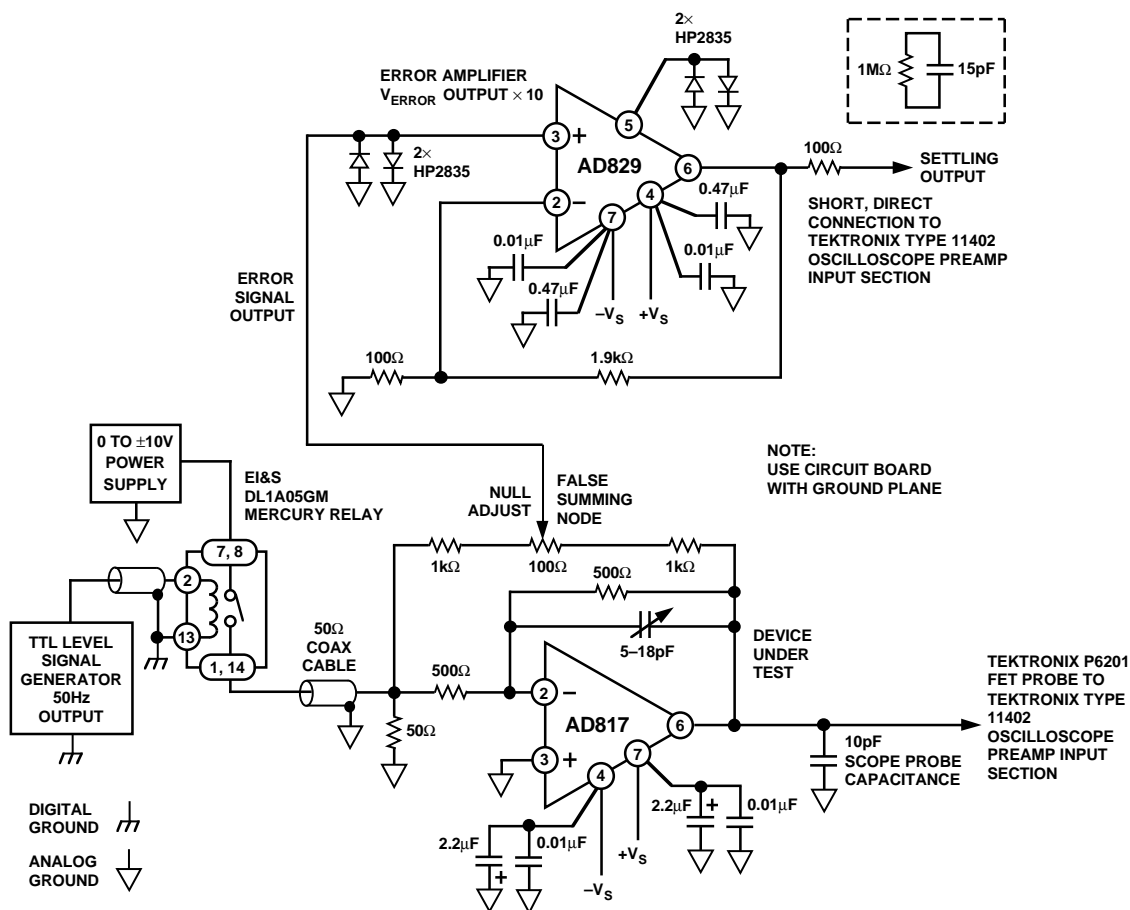 2×
HP2835
1MΩ
15pF
ERROR AMPLIFIER
VERROR OUTPUT × 10
5
3
+
2×
HP2835
AD829
6
100Ω
SETTLING
OUTPUT
2
−
7
4
0.47µF
SHORT, DIRECT
CONNECTION TO
TEKTRONIX TYPE 11402
OSCILLOSCOPE PREAMP
INPUT SECTION
0.01µF
0.01µF
0.47µF
–VS
+VS
ERROR
SIGNAL
OUTPUT
100Ω
1.9kΩ
0 TO ±10V
POWER
SUPPLY
EI&S
DL1A05GM
MERCURY RELAY
NULL
ADJUST
FALSE
SUMMING
NODE
NOTE:
USE CIRCUIT BOARD
WITH GROUND PLANE
7, 8
1kΩ
100Ω
1kΩ
2
500Ω
13
5–18pF
DEVICE
UNDER
TEST
1, 14
TTL LEVEL
SIGNAL
GENERATOR
50Hz
OUTPUT
50Ω
COAX
CABLE
500Ω
50Ω
2
−
AD817
6
3
+
7
4
TEKTRONIX P6201
FET PROBE TO
TEKTRONIX TYPE
11402
OSCILLOSCOPE
PREAMP INPUT
SECTION
10pF
SCOPE PROBE
CAPACITANCE
2.2µF
+
0.01µF
2.2µF
+
0.01µF
+VS
–VS
DIGITAL
GROUND
ANALOG
GROUND